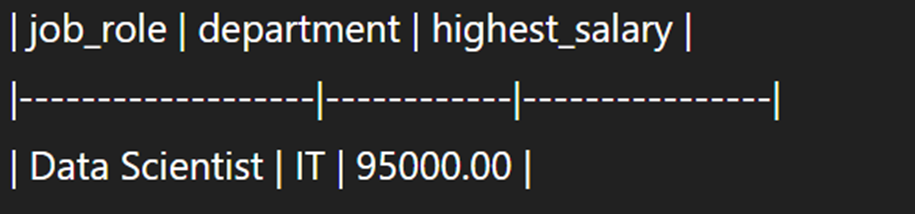 | job_role | department | highest_salary |
|--------------------|------------|----------------|
| Data Scientist | IT | 95000.00 |